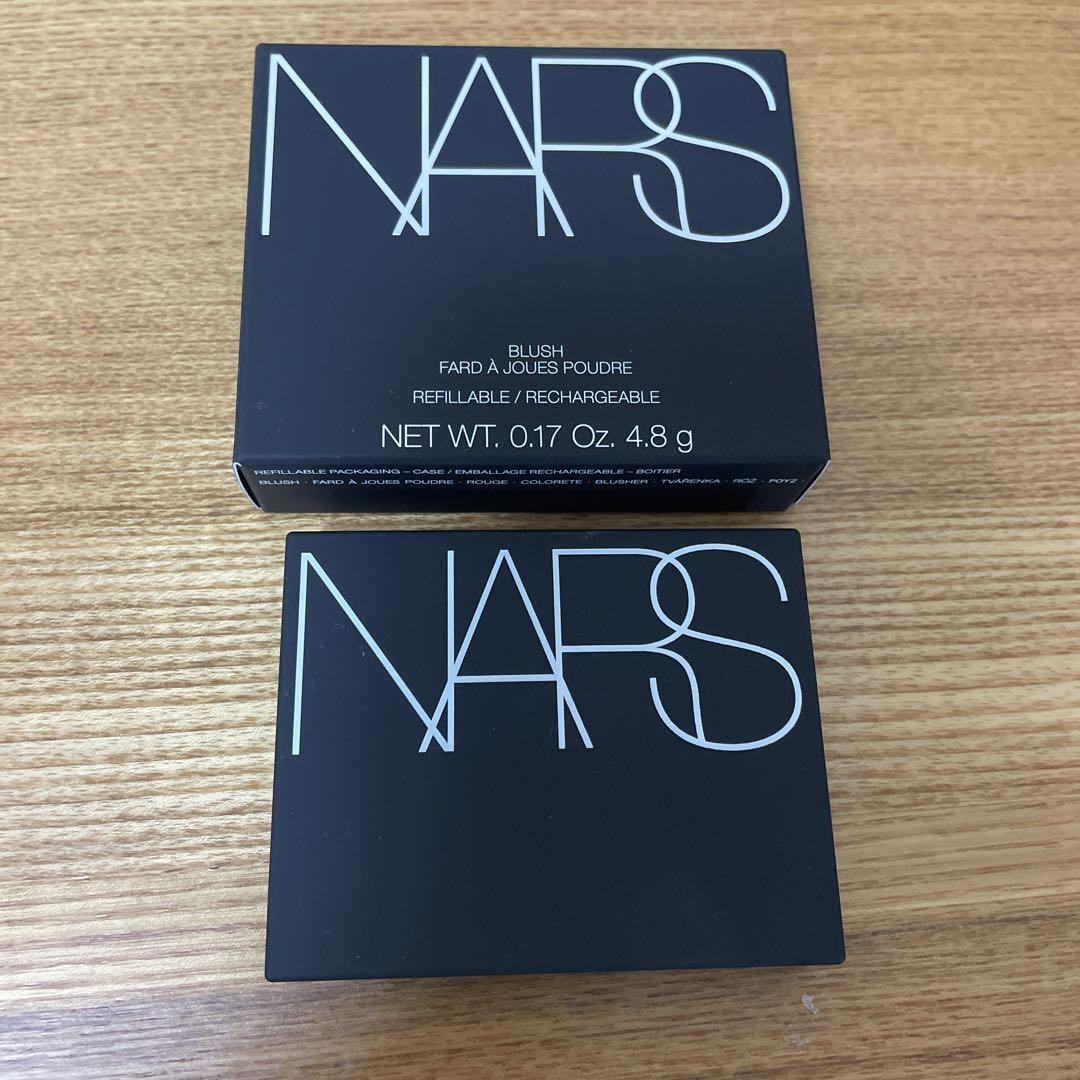 NARS
BLUSH
FARD À JOUES POUDRE
REFILLABLE / RECHARGEABLE
NET WT. 0.17 Oz. 4.8 g
REFILLABLE PACKAGING – CASE / EMBALLAGE RECHARGEABLE – BOITIER
BLUSH · FARD À JOUES POUDRE · ROUGE · COLORETE · BLUSHER · TVÁŘENKA · RÓŻ · ΡΟΥΖ ·
NARS